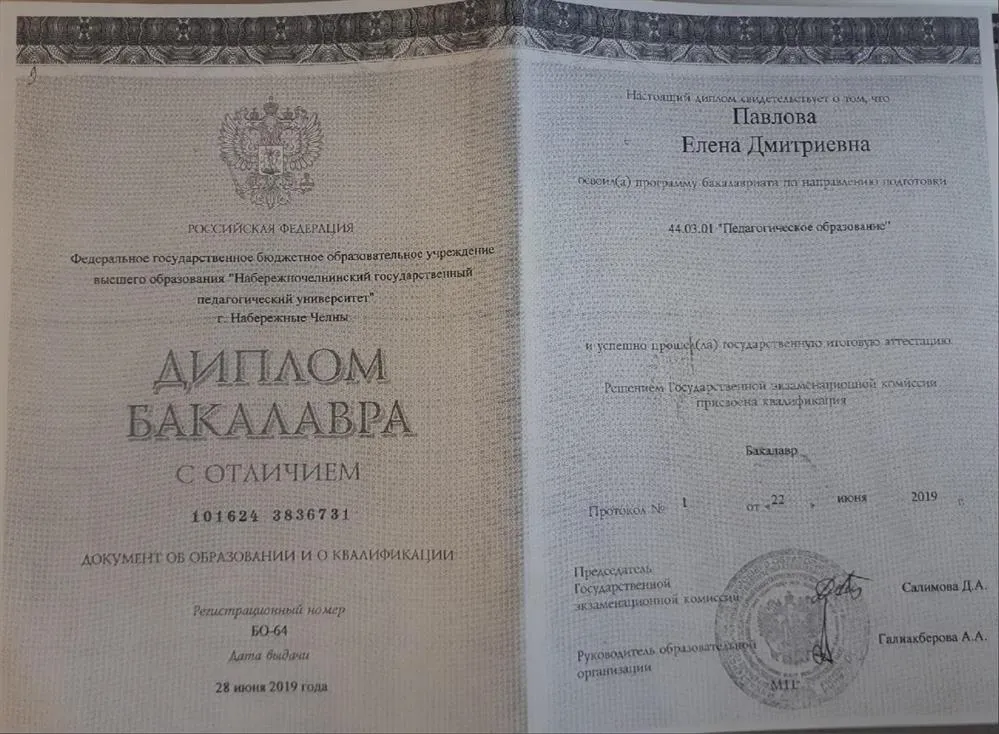 РОССИЙСКАЯ ФЕДЕРАЦИЯ
Федеральное государственное бюджетное образовательное учреждение
высшего образования "Набережночелнинский государственный
педагогический университет"
г. Набережные Челны
ДИПЛОМ
БАКАЛАВРА
С ОТЛИЧИЕМ
101624 3836731
ДОКУМЕНТ ОБ ОБРАЗОВАНИИ И О КВАЛИФИКАЦИИ
Регистрационный номер
БО-64
Дата выдачи
28 июня 2019 года
Настоящий диплом свидетельствует о том, что
Павлова
Елена Дмитриевна
освоил(а) программу бакалавриата по направлению подготовки
44.03.01 "Педагогическое образование"
и успешно прошел(ла) государственную итоговую аттестацию
Решением Государственной экзаменационной комиссии
присвоена квалификация
Бакалавр
Протокол № 1 от « 22 » июня 2019 г.
Председатель
Государственной
экзаменационной комиссии
Салимова Д.А.
Руководитель образовательной
организации
Галиакберова А.А.
М.П.